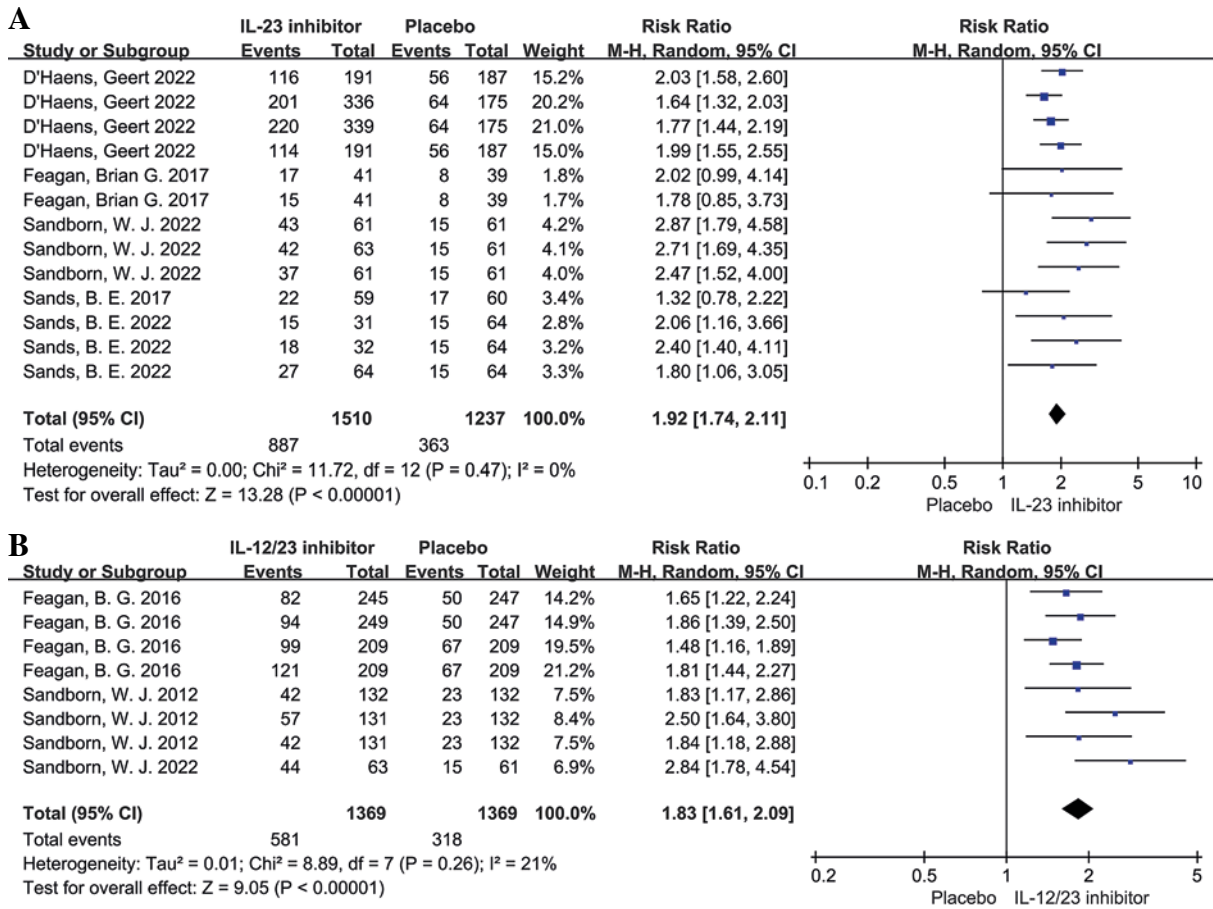 A
IL-23 inhibitor Placebo Risk Ratio Risk Ratio
Study or Subgroup Events Total Events Total Weight M-H, Random, 95% CI M-H, Random, 95% CI
D'Haens, Geert 2022 116 191 56 187 15.2% 2.03 [1.58, 2.60]
D'Haens, Geert 2022 201 336 64 175 20.2% 1.64 [1.32, 2.03]
D'Haens, Geert 2022 220 339 64 175 21.0% 1.77 [1.44, 2.19]
D'Haens, Geert 2022 114 191 56 187 15.0% 1.99 [1.55, 2.55]
Feagan, Brian G. 2017 17 41 8 39 1.8% 2.02 [0.99, 4.14]
Feagan, Brian G. 2017 15 41 8 39 1.7% 1.78 [0.85, 3.73]
Sandborn, W. J. 2022 43 61 15 61 4.2% 2.87 [1.79, 4.58]
Sandborn, W. J. 2022 42 63 15 61 4.1% 2.71 [1.69, 4.35]
Sandborn, W. J. 2022 37 61 15 61 4.0% 2.47 [1.52, 4.00]
Sands, B. E. 2017 22 59 17 60 3.4% 1.32 [0.78, 2.22]
Sands, B. E. 2022 15 31 15 64 2.8% 2.06 [1.16, 3.66]
Sands, B. E. 2022 18 32 15 64 3.2% 2.40 [1.40, 4.11]
Sands, B. E. 2022 27 64 15 64 3.3% 1.80 [1.06, 3.05]
Total (95% CI) 1510 1237 100.0% 1.92 [1.74, 2.11]
Total events 887 363
Heterogeneity: Tau² = 0.00; Chi² = 11.72, df = 12 (P = 0.47); I² = 0%
Test for overall effect: Z = 13.28 (P < 0.00001)
0.1 0.2 0.5 1 2 5 10
Placebo IL-23 inhibitor
B
IL-12/23 inhibitor Placebo Risk Ratio Risk Ratio
Study or Subgroup Events Total Events Total Weight M-H, Random, 95% CI M-H, Random, 95% CI
Feagan, B. G. 2016 82 245 50 247 14.2% 1.65 [1.22, 2.24]
Feagan, B. G. 2016 94 249 50 247 14.9% 1.86 [1.39, 2.50]
Feagan, B. G. 2016 99 209 67 209 19.5% 1.48 [1.16, 1.89]
Feagan, B. G. 2016 121 209 67 209 21.2% 1.81 [1.44, 2.27]
Sandborn, W. J. 2012 42 132 23 132 7.5% 1.83 [1.17, 2.86]
Sandborn, W. J. 2012 57 131 23 132 8.4% 2.50 [1.64, 3.80]
Sandborn, W. J. 2012 42 131 23 132 7.5% 1.84 [1.18, 2.88]
Sandborn, W. J. 2022 44 63 15 61 6.9% 2.84 [1.78, 4.54]
Total (95% CI) 1369 1369 100.0% 1.83 [1.61, 2.09]
Total events 581 318
Heterogeneity: Tau² = 0.01; Chi² = 8.89, df = 7 (P = 0.26); I² = 21%
Test for overall effect: Z = 9.05 (P < 0.00001)
0.2 0.5 1 2 5
Placebo IL-12/23 inhibitor